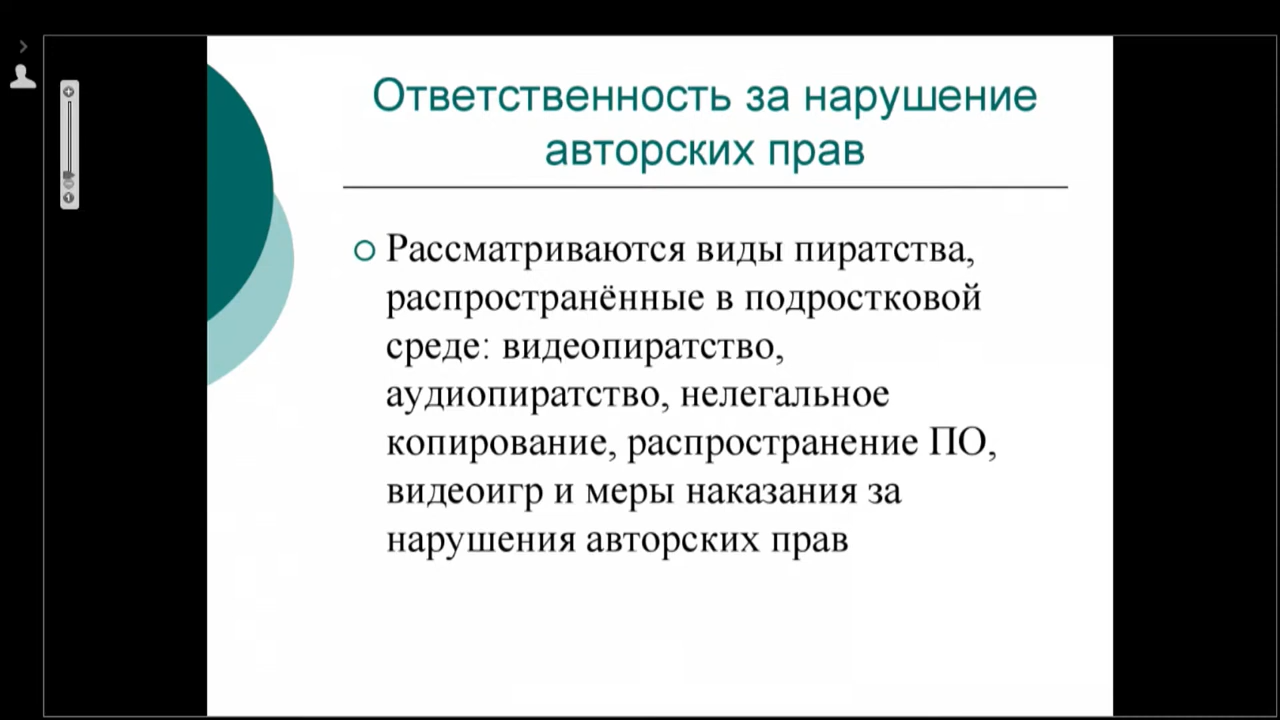 Ответственность за нарушение
авторских прав
Рассматриваются виды пиратства,
распространённые в подростковой
среде: видеопиратство,
аудиопиратство, нелегальное
копирование, распространение ПО,
видеоигр и меры наказания за
нарушения авторских прав